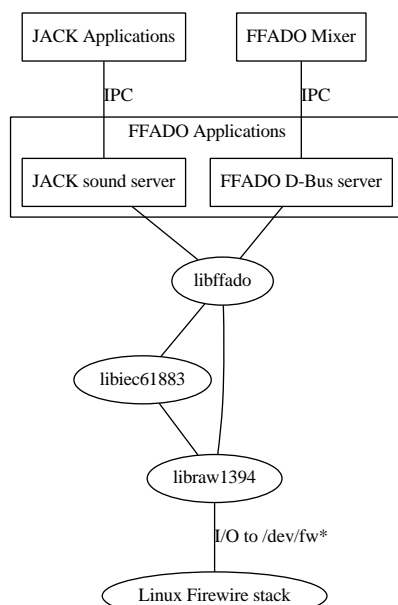 JACK Applications
FFADO Mixer
IPC
IPC
FFADO Applications
JACK sound server
FFADO D-Bus server
libffado
libiec61883
libraw1394
I/O to /dev/fw*
Linux Firewire stack